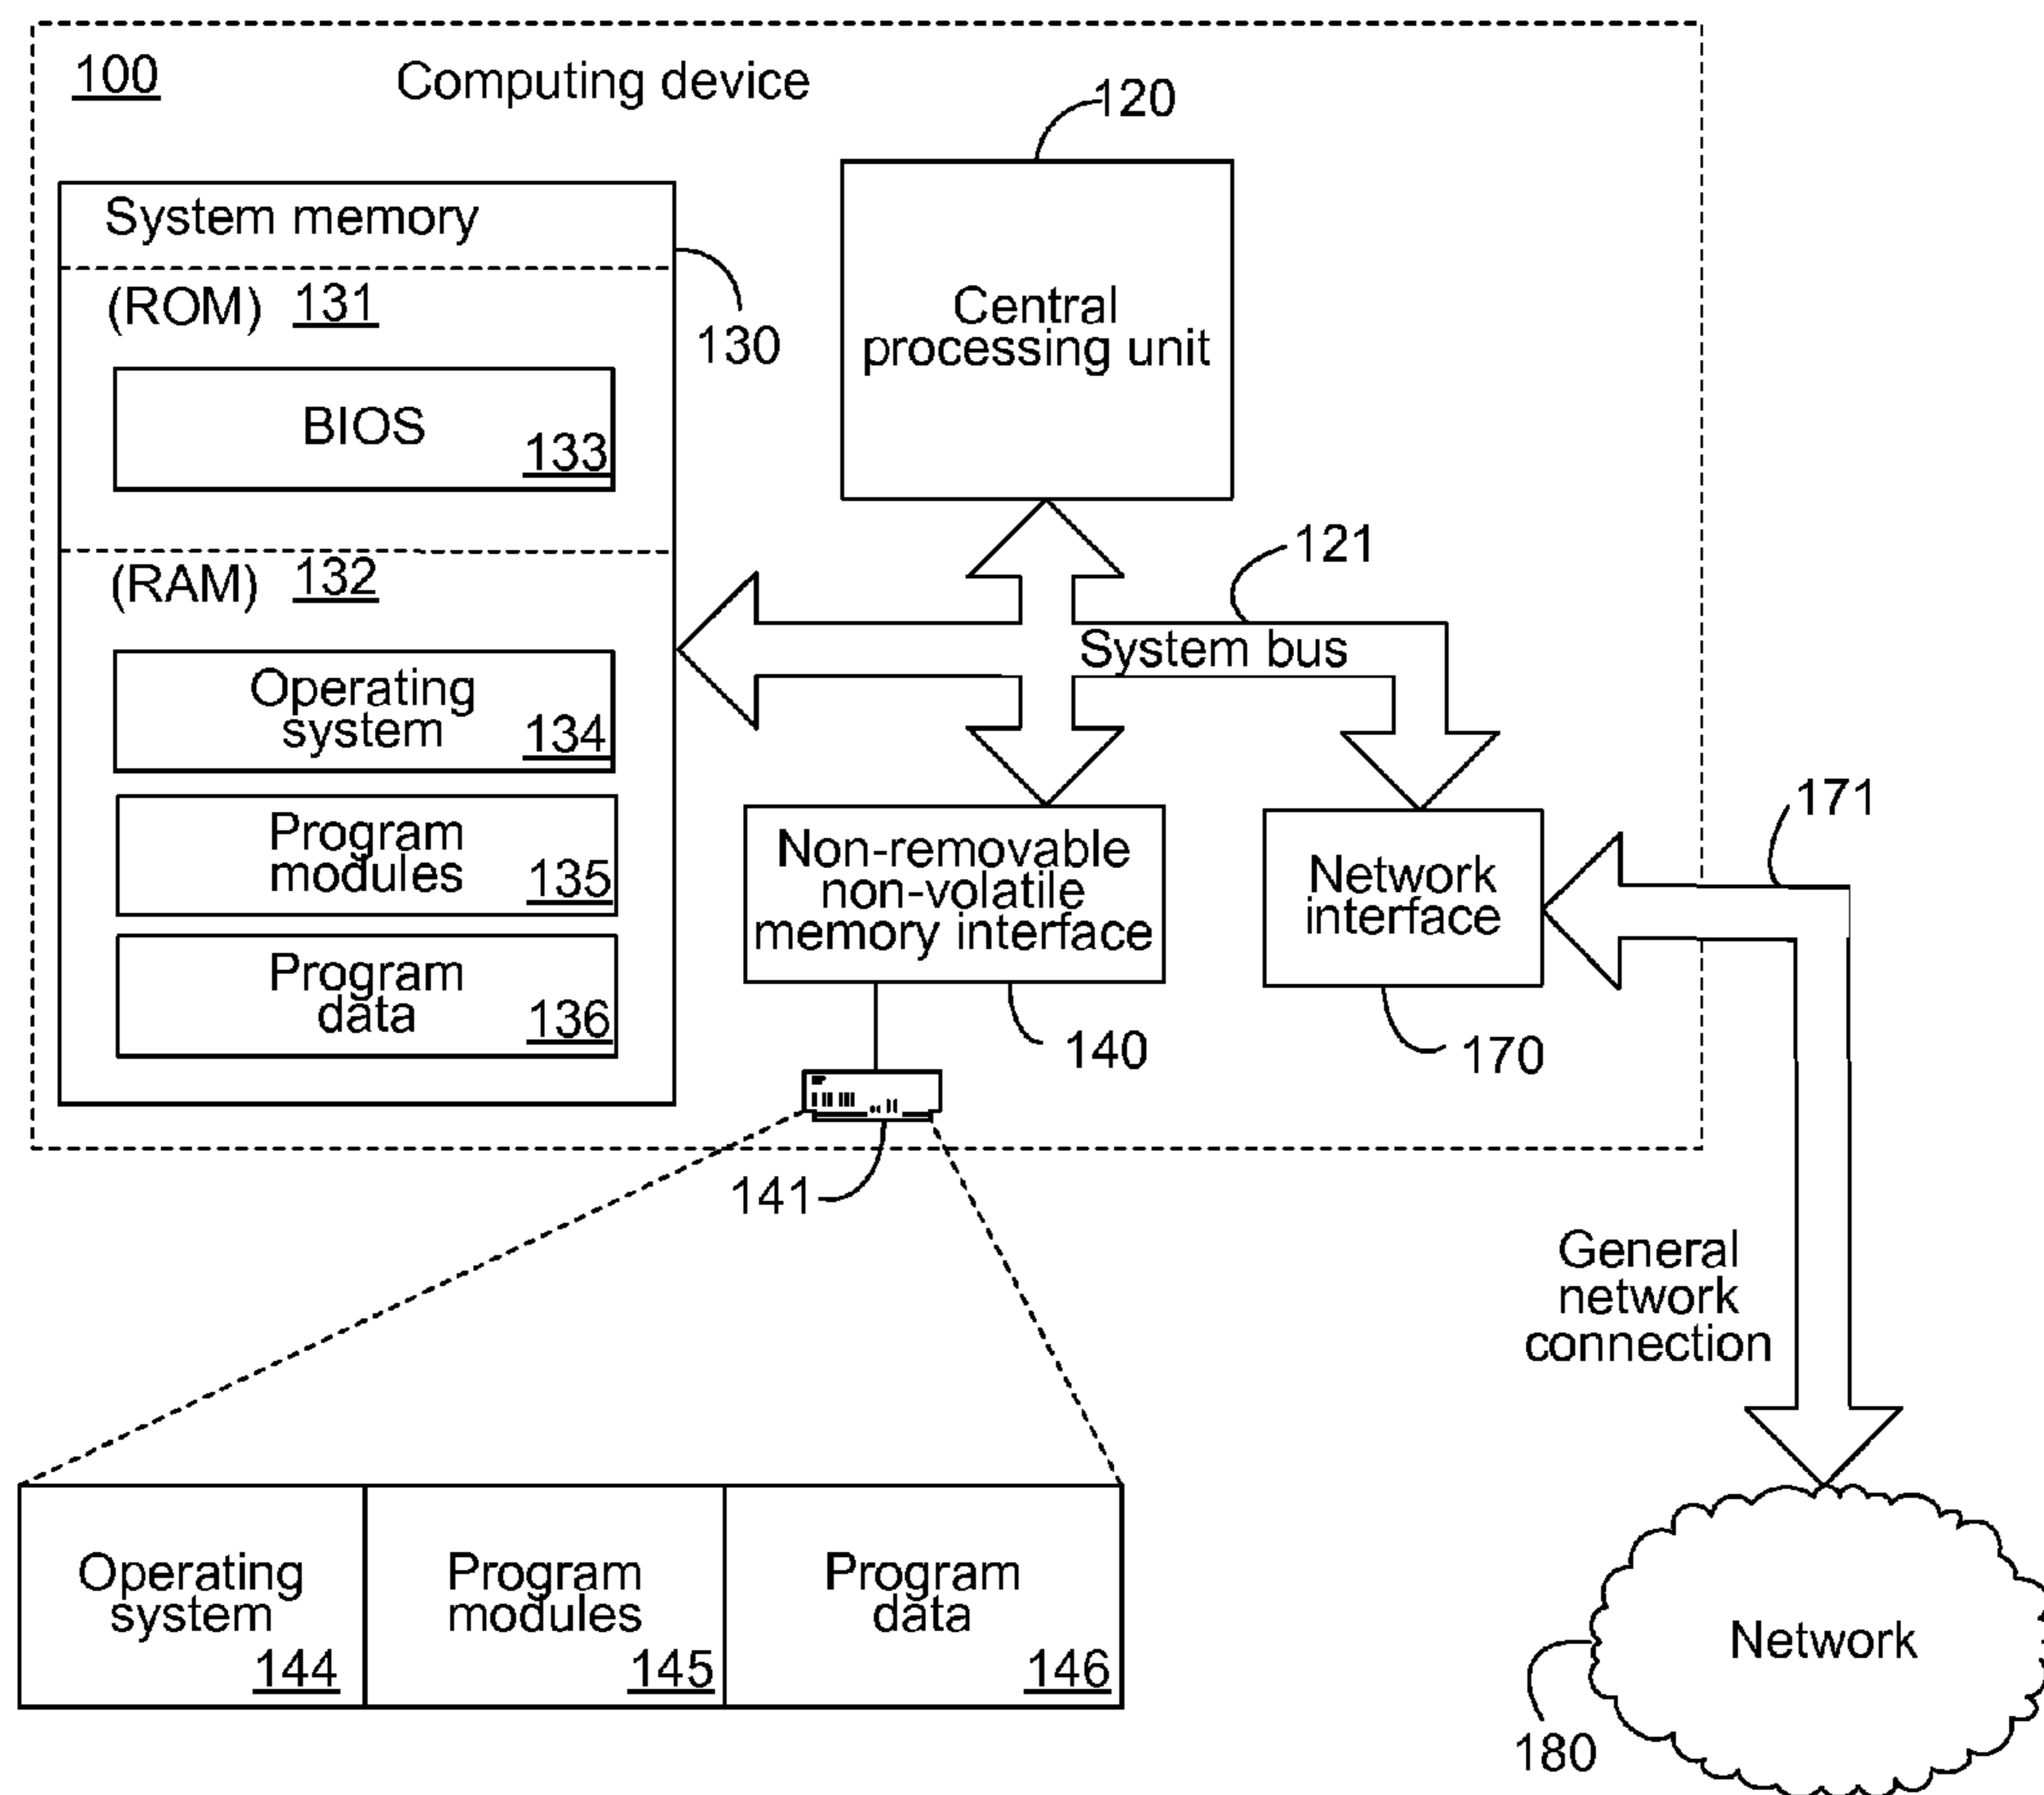 100
Computing device
120
System memory
(ROM) 131
130
Central
processing unit
BIOS
133
121
(RAM) 132
System bus
Operating
system
134
171
Program
modules
135
Non-removable
non-volatile
memory interface
Network
interface
Program
data
136
140
170
141
General
network
connection
Operating
system
144
Program
modules
145
Program
data
146
Network
180